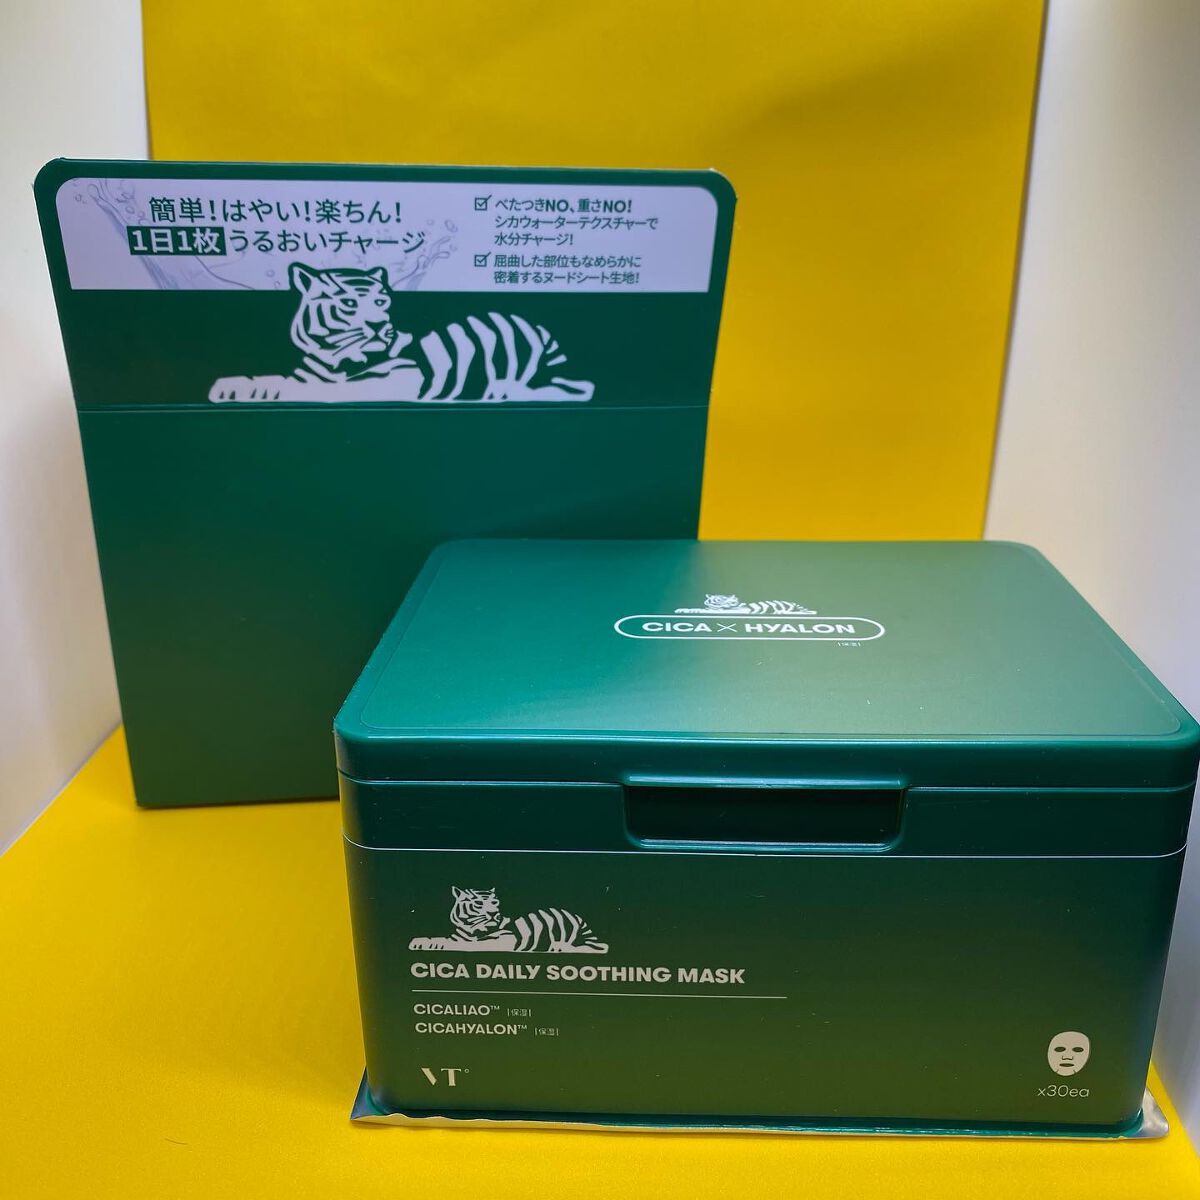 簡単!はやい!楽ちん!
1日1枚うるおいチャージ
べたつきNO、重さNO!
シカウォーターテクスチャーで
水分チャージ!
屈曲した部位もなめらかに
密着するヌードシート生地!
CICA×HYALON
|保湿|
CICA DAILY SOOTHING MASK
CICALIAO™ |保湿|
CICAHYALON™ |保湿|
VT°
x30ea